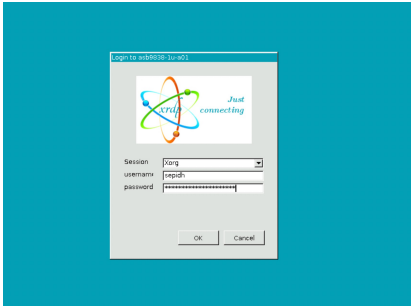 Login to asb9838-1u-a01
Just
xrdp connecting
Session Xorg
username sepidh
password **********************
OK Cancel